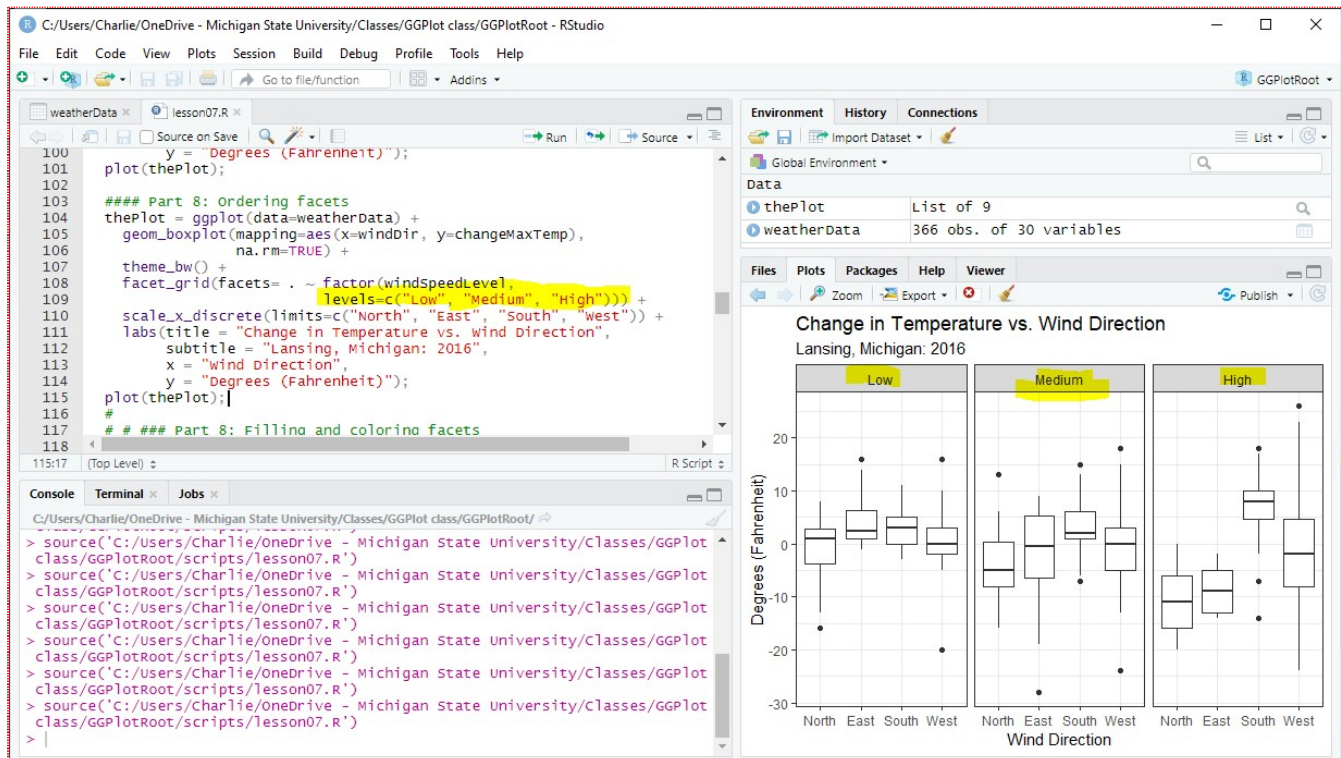 C:/Users/Charlie/OneDrive - Michigan State University/Classes/GGPlot class/GGPlotRoot - RStudio
File Edit Code View Plots Session Build Debug Profile Tools Help
Go to file/function Addins GGPlotRoot
weatherData lesson07.R
Source on Save Run Source
100 y = "Degrees (Fahrenheit)");
101 plot(thePlot);
102
103 #### Part 8: Ordering facets
104 thePlot = ggplot(data=weatherData) +
105 geom_boxplot(mapping=aes(x=windDir, y=changeMaxTemp),
106 na.rm=TRUE) +
107 theme_bw() +
108 facet_grid(facets= . ~ factor(windSpeedLevel,
109 levels=c("Low", "Medium", "High"))) +
110 scale_x_discrete(limits=c("North", "East", "South", "West")) +
111 labs(title = "Change in Temperature vs. Wind Direction",
112 subtitle = "Lansing, Michigan: 2016",
113 x = "Wind Direction",
114 y = "Degrees (Fahrenheit)");
115 plot(thePlot);
116 #
117 # # ### Part 8: Filling and coloring facets
118
115:17 (Top Level) R Script
Console Terminal Jobs
C:/Users/Charlie/OneDrive - Michigan State University/Classes/GGPlot class/GGPlotRoot/
> source('C:/Users/Charlie/OneDrive - Michigan State University/Classes/GGPlot
class/GGPlotRoot/scripts/lesson07.R')
> source('C:/Users/Charlie/OneDrive - Michigan State University/Classes/GGPlot
class/GGPlotRoot/scripts/lesson07.R')
> source('C:/Users/Charlie/OneDrive - Michigan State University/Classes/GGPlot
class/GGPlotRoot/scripts/lesson07.R')
> source('C:/Users/Charlie/OneDrive - Michigan State University/Classes/GGPlot
class/GGPlotRoot/scripts/lesson07.R')
> source('C:/Users/Charlie/OneDrive - Michigan State University/Classes/GGPlot
class/GGPlotRoot/scripts/lesson07.R')
> source('C:/Users/Charlie/OneDrive - Michigan State University/Classes/GGPlot
class/GGPlotRoot/scripts/lesson07.R')
>
Environment History Connections
Import Dataset List
Global Environment
Data
thePlot List of 9
weatherData 366 obs. of 30 variables
Files Plots Packages Help Viewer
Zoom Export Publish
Change in Temperature vs. Wind Direction
Lansing, Michigan: 2016
Low Medium High
20
10
0
-10
-20
-30
Degrees (Fahrenheit)
North East South West North East South West North East South West
Wind Direction